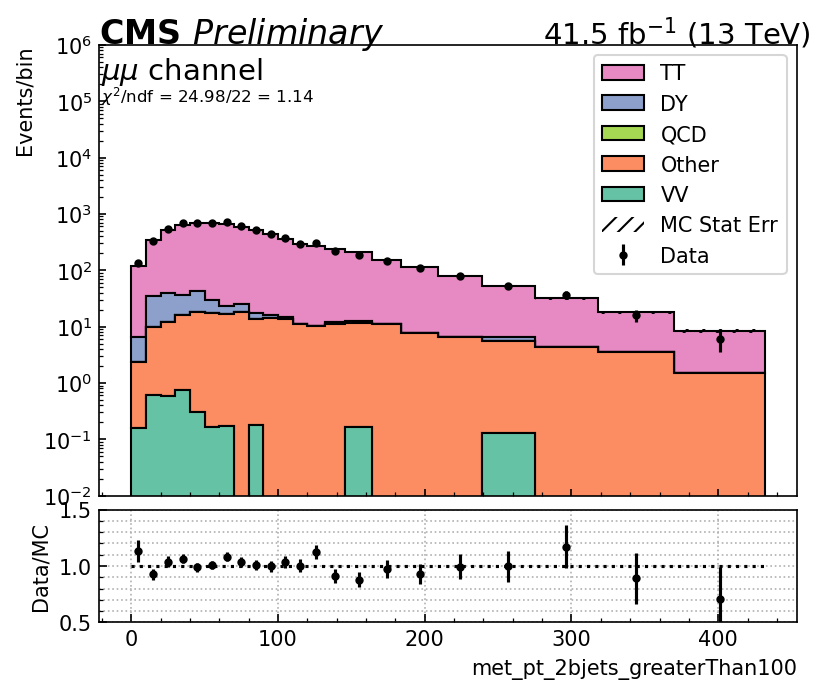 CMS Preliminary 41.5 fb⁻¹ (13 TeV)
μμ channel
χ²/ndf = 24.98/22 = 1.14
Events/bin
10⁶
10⁵
10⁴
10³
10²
10¹
10⁰
10⁻¹
10⁻²
TT
DY
QCD
Other
VV
MC Stat Err
Data
Data/MC
1.5
1.0
0.5
0 100 200 300 400
met_pt_2bjets_greaterThan100